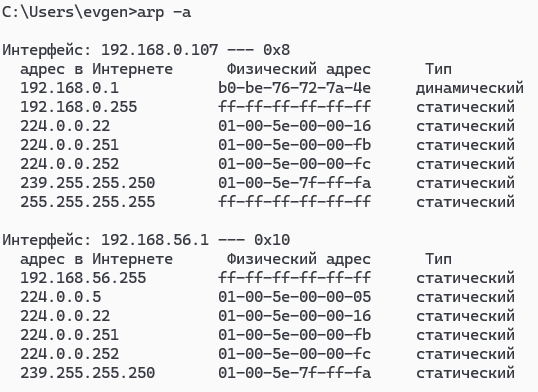 C:\Users\evgen>arp -a
Интерфейс: 192.168.0.107 --- 0x8
адрес в Интернете Физический адрес Тип
192.168.0.1 b0-be-76-72-7a-4e динамический
192.168.0.255 ff-ff-ff-ff-ff-ff статический
224.0.0.22 01-00-5e-00-00-16 статический
224.0.0.251 01-00-5e-00-00-fb статический
224.0.0.252 01-00-5e-00-00-fc статический
239.255.255.250 01-00-5e-7f-ff-fa статический
255.255.255.255 ff-ff-ff-ff-ff-ff статический
Интерфейс: 192.168.56.1 --- 0x10
адрес в Интернете Физический адрес Тип
192.168.56.255 ff-ff-ff-ff-ff-ff статический
224.0.0.5 01-00-5e-00-00-05 статический
224.0.0.22 01-00-5e-00-00-16 статический
224.0.0.251 01-00-5e-00-00-fb статический
224.0.0.252 01-00-5e-00-00-fc статический
239.255.255.250 01-00-5e-7f-ff-fa статический